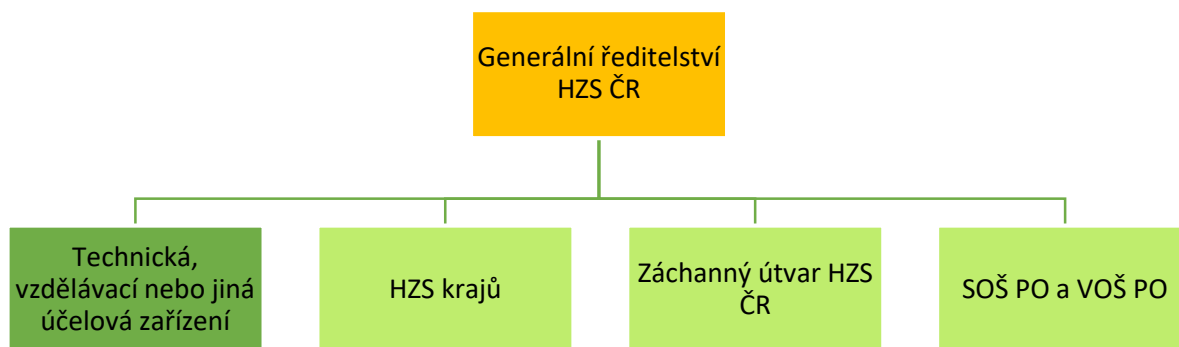 Generální ředitelství
HZS ČR
Technická,
vzdělávací nebo jiná
účelová zařízení
HZS krajů
Záchanný útvar HZS
ČR
SOŠ PO a VOŠ PO